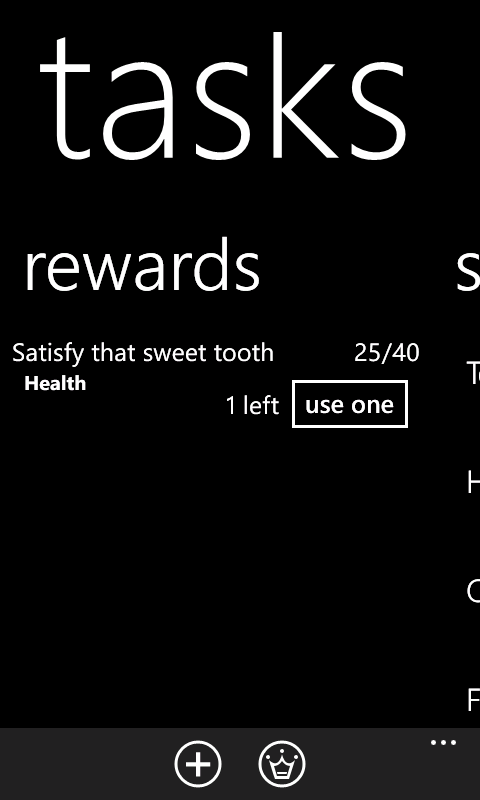 tasks
rewards
s
Satisfy that sweet tooth 25/40
Health
1 left use one
H
F